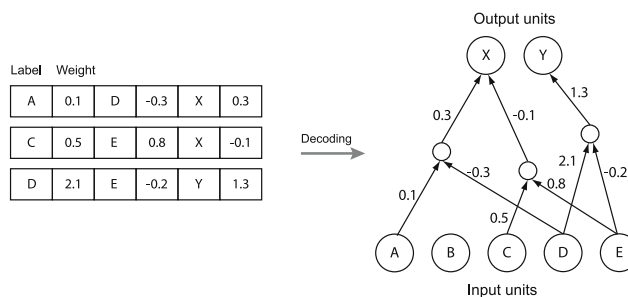 Output units
X Y
Label Weight
A 0.1 D -0.3 X 0.3
C 0.5 E 0.8 X -0.1
D 2.1 E -0.2 Y 1.3
Decoding
1.3
0.3 -0.1
-0.3 2.1 -0.2
0.1 0.8
0.5
A B C D E
Input units